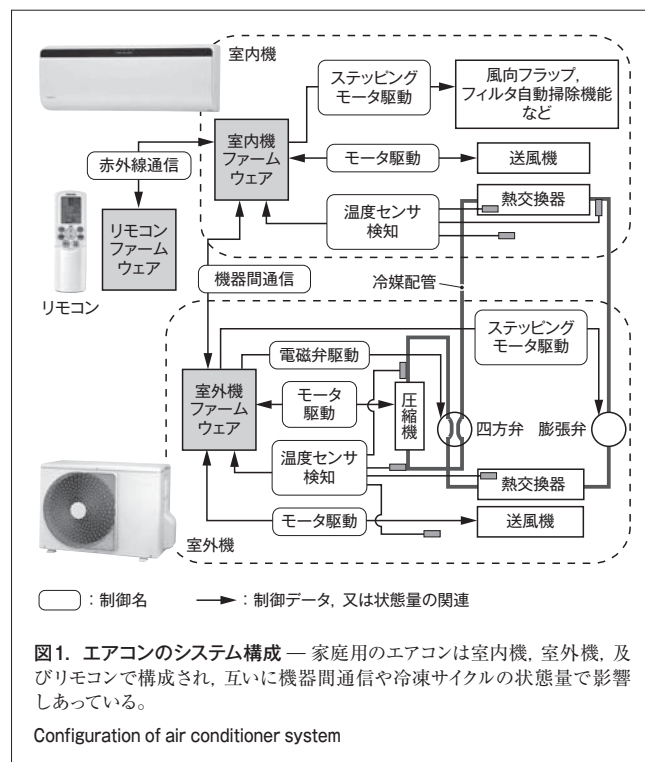 室内機
ステッピング
モータ駆動
風向フラップ，
フィルタ自動掃除機能
など
室内機
ファーム
ウェア
モータ駆動
送風機
赤外線通信
温度センサ
検知
熱交換器
リモコン
ファーム
ウェア
リモコン
機器間通信
冷媒配管
ステッピング
モータ駆動
電磁弁駆動
室外機
ファーム
ウェア
モータ
駆動
圧縮機
四方弁
膨張弁
温度センサ
検知
熱交換器
モータ駆動
送風機
室外機
：制御名
：制御データ，又は状態量の関連
図1．エアコンのシステム構成 — 家庭用のエアコンは室内機，室外機，及
びリモコンで構成され，互いに機器間通信や冷凍サイクルの状態量で影響
しあっている。
Configuration of air conditioner system